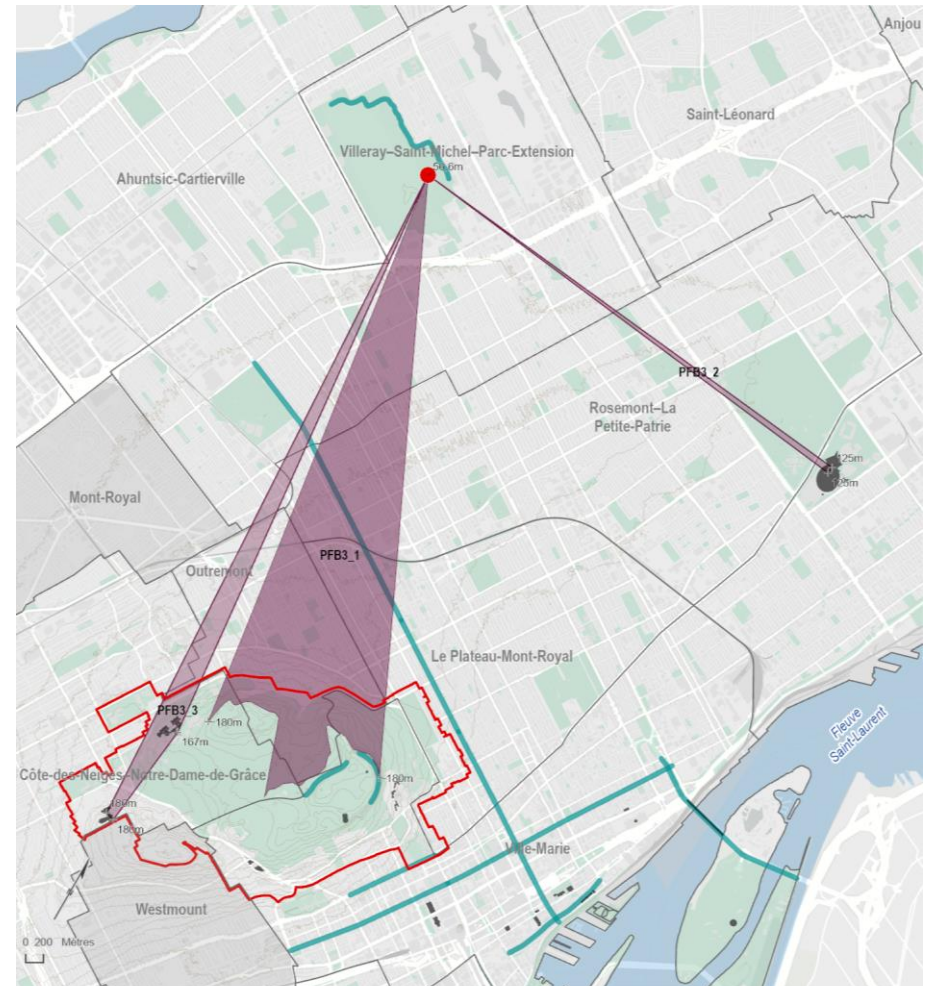 Anjou
Saint-Léonard
Villeray–Saint-Michel–Parc-Extension
Ahuntsic-Cartierville
PFB3_2
Rosemont–La
Petite-Patrie
125m
Mont-Royal
PFB3_1
Outremont
Le Plateau-Mont-Royal
PFB3_3
180m
167m
Fleuve
Saint-Laurent
Côte-des-Neiges–Notre-Dame-de-Grâce
180m
Ville-Marie
Westmount
0 200 Mètres